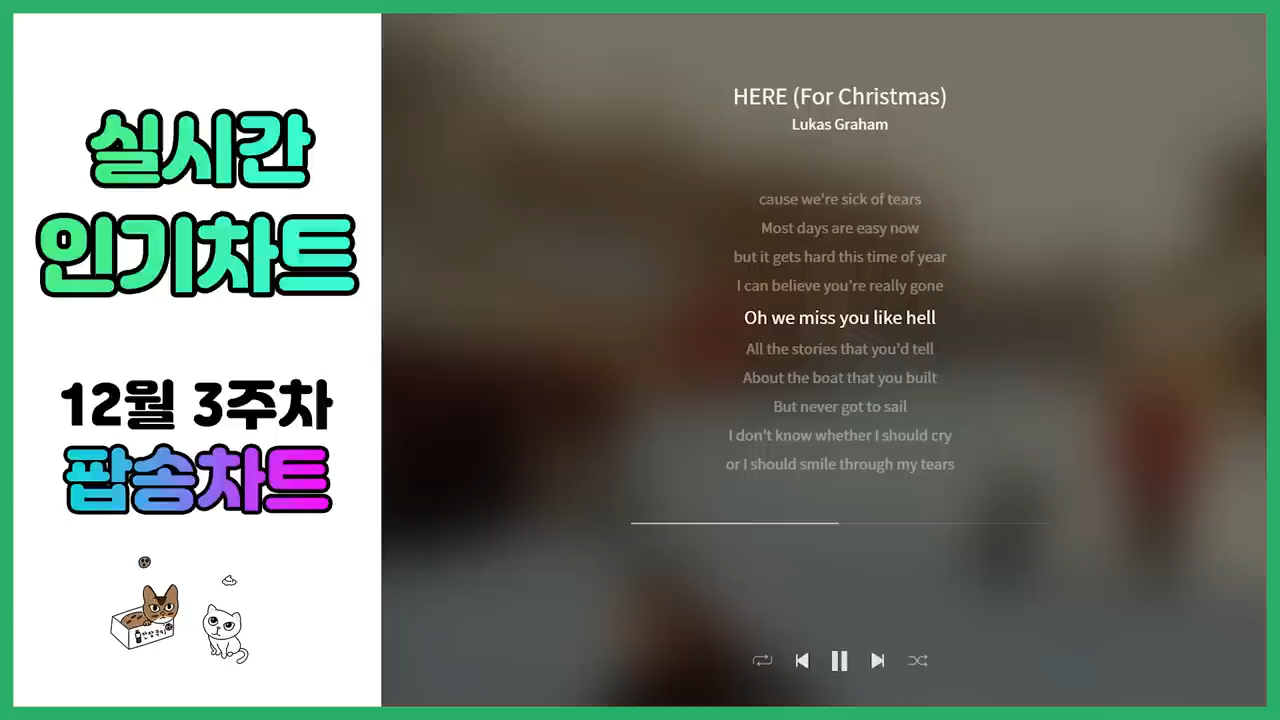 실시간
인기차트
12월 3주차
팝송차트
HERE (For Christmas)
Lukas Graham
cause we're sick of tears
Most days are easy now
but it gets hard this time of year
I can believe you're really gone
Oh we miss you like hell
All the stories that you'd tell
About the boat that you built
But never got to sail
I don't know whether I should cry
or I should smile through my tears